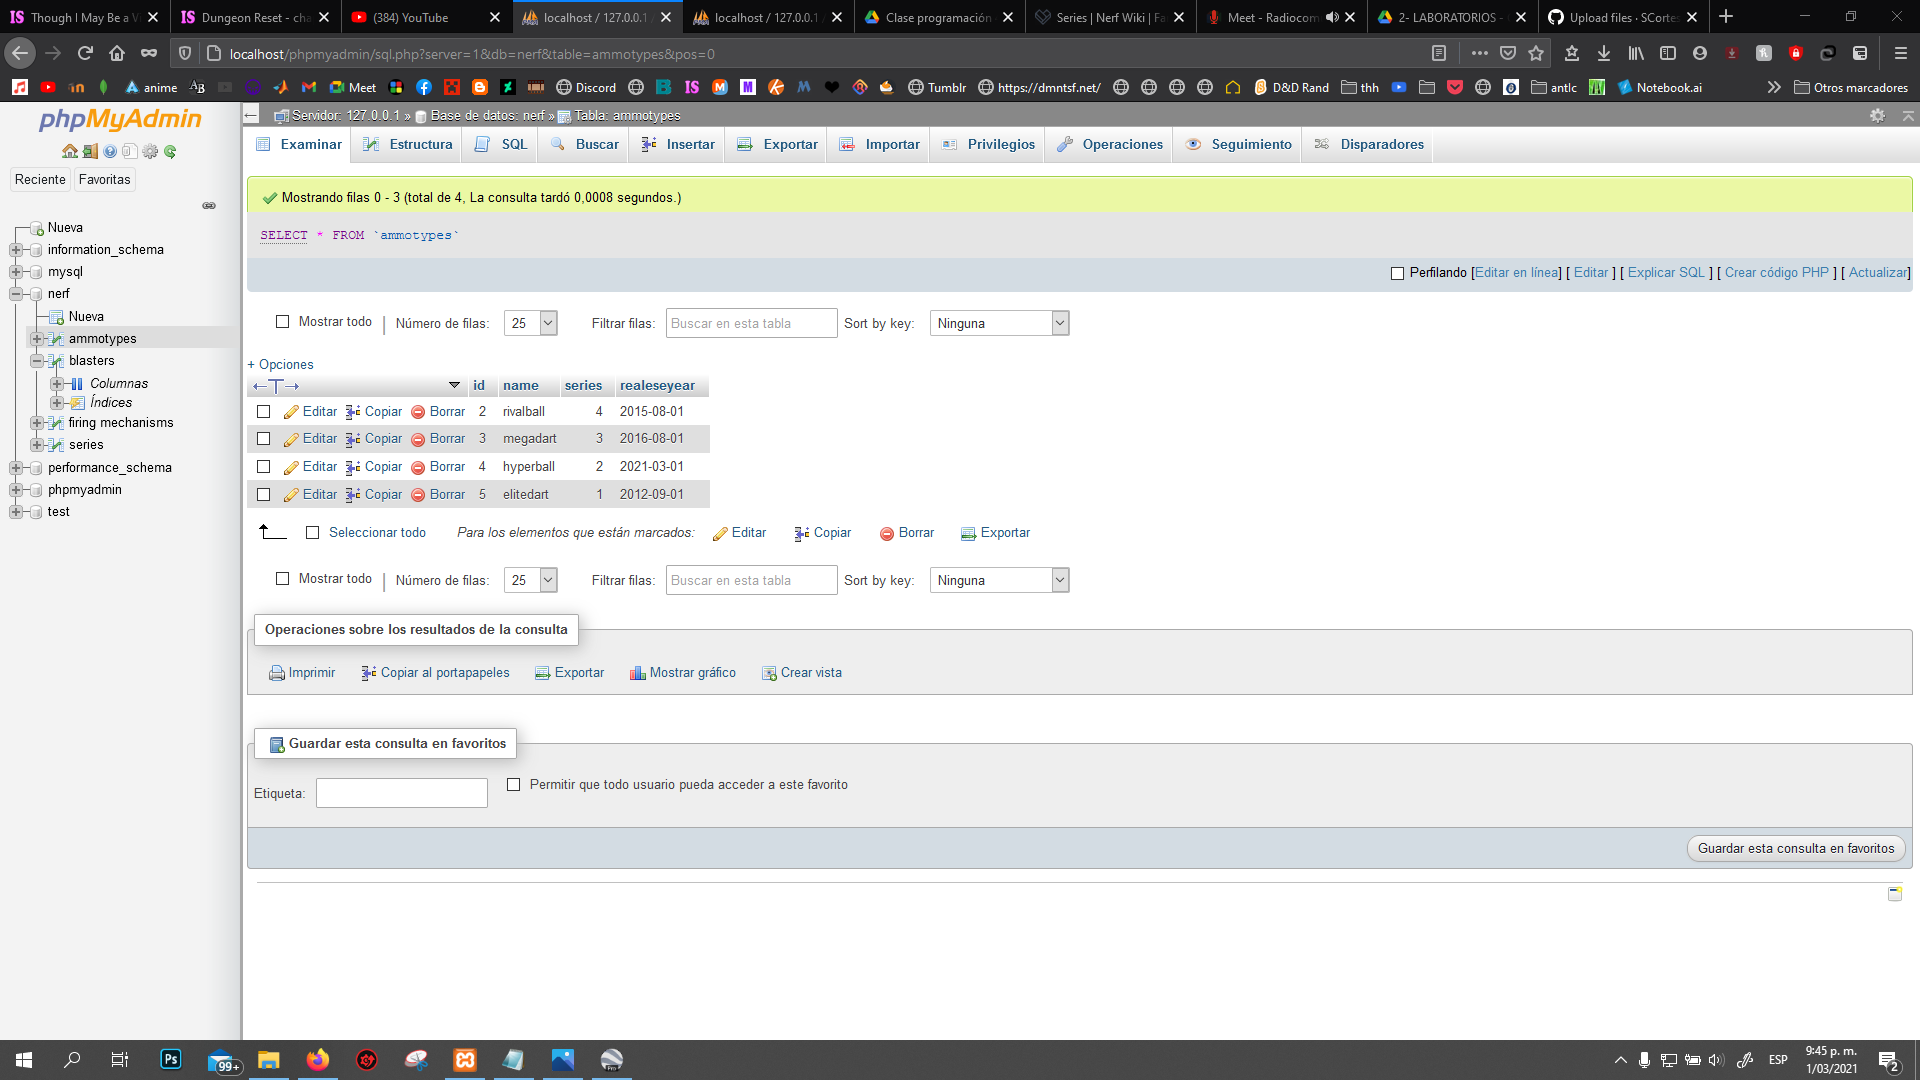 Though I May Be a V
Dungeon Reset - cha
(384) YouTube
localhost / 127.0.0.1 /
localhost / 127.0.0.1 /
Clase programación
Series | Nerf Wiki | Fa
Meet - Radiocom
2- LABORATORIOS -
Upload files · SCortes
localhost/phpmyadmin/sql.php?server=1&db=nerf&table=ammotypes&pos=0
anime
Meet
Discord
Tumblr
https://dmntsf.net/
D&D Rand
thh
antlc
Notebook.ai
Otros marcadores
phpMyAdmin
Reciente
Favoritas
Nueva
information_schema
mysql
nerf
Nueva
ammotypes
blasters
Columnas
Índices
firing mechanisms
series
performance_schema
phpmyadmin
test
Servidor: 127.0.0.1 » Base de datos: nerf » Tabla: ammotypes
Examinar
Estructura
SQL
Buscar
Insertar
Exportar
Importar
Privilegios
Operaciones
Seguimiento
Disparadores
Mostrando filas 0 - 3 (total de 4, La consulta tardó 0,0008 segundos.)
SELECT * FROM `ammotypes`
Perfilando [Editar en línea] [ Editar ] [ Explicar SQL ] [ Crear código PHP ] [ Actualizar]
Mostrar todo | Número de filas: 25 Filtrar filas: Buscar en esta tabla Sort by key: Ninguna
+ Opciones
←T→ id name series realeseyear
Editar Copiar Borrar 2 rivalball 4 2015-08-01
Editar Copiar Borrar 3 megadart 3 2016-08-01
Editar Copiar Borrar 4 hyperball 2 2021-03-01
Editar Copiar Borrar 5 elitedart 1 2012-09-01
Seleccionar todo Para los elementos que están marcados: Editar Copiar Borrar Exportar
Mostrar todo | Número de filas: 25 Filtrar filas: Buscar en esta tabla Sort by key: Ninguna
Operaciones sobre los resultados de la consulta
Imprimir Copiar al portapapeles Exportar Mostrar gráfico Crear vista
Guardar esta consulta en favoritos
Etiqueta: Permitir que todo usuario pueda acceder a este favorito
Guardar esta consulta en favoritos
Ps
99+
ESP
9:45 p. m.
1/03/2021
2